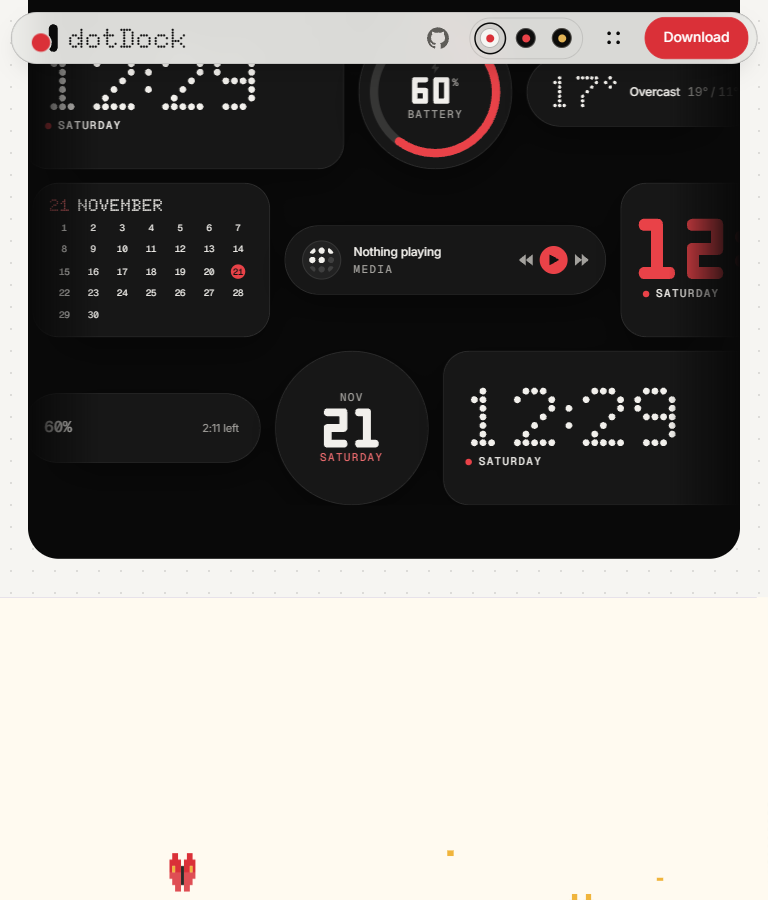 dotDock
Download
12:29
SATURDAY
60%
BATTERY
17°
Overcast 19° / 11
21 NOVEMBER
1 2 3 4 5 6 7
8 9 10 11 12 13 14
15 16 17 18 19 20 21
22 23 24 25 26 27 28
29 30
Nothing playing
MEDIA
12
SATURDAY
60%
2:11 left
NOV
21
SATURDAY
12:29
SATURDAY